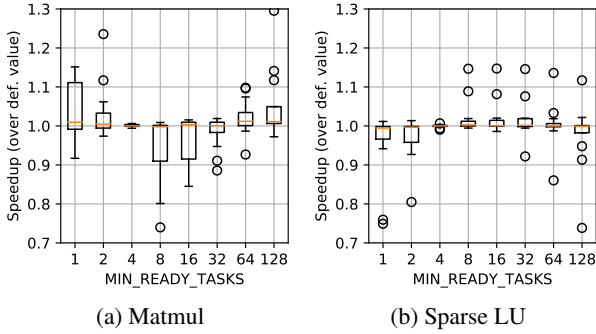 1.3
1.2
1.1
1.0
0.9
0.8
0.7
Speedup (over def. value)
1 2 4 8 16 32 64 128
MIN_READY_TASKS
(a) Matmul
1.3
1.2
1.1
1.0
0.9
0.8
0.7
Speedup (over def. value)
1 2 4 8 16 32 64 128
MIN_READY_TASKS
(b) Sparse LU